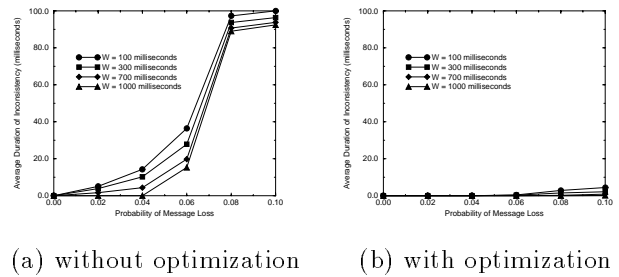 100.0
80.0
60.0
40.0
20.0
0.0
0.00 0.02 0.04 0.06 0.08 0.10
Average Duration of Inconsistency (milliseconds)
Probability of Message Loss
W = 100 milliseconds
W = 300 milliseconds
W = 700 milliseconds
W = 1000 milliseconds
(a) without optimization
100.0
80.0
60.0
40.0
20.0
0.0
0.00 0.02 0.04 0.06 0.08 0.10
Average Duration of Inconsistency (milliseconds)
Probability of Message Loss
W = 100 milliseconds
W = 300 milliseconds
W = 700 milliseconds
W = 1000 milliseconds
(b) with optimization